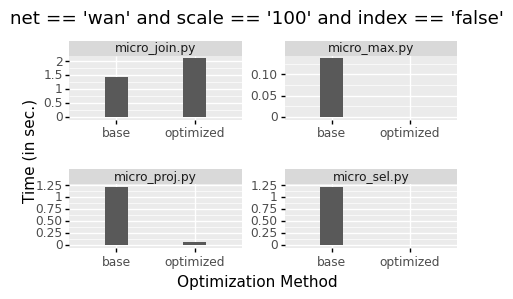 net == 'wan' and scale == '100' and index == 'false'
micro_join.py
micro_max.py
2
1.5
1
0.5
0
0.10
0.05
0
base
optimized
base
optimized
Time (in sec.)
micro_proj.py
micro_sel.py
1.25
1
0.75
0.50
0.25
0
1.25
1
0.75
0.50
0.25
0
base
optimized
base
optimized
Optimization Method